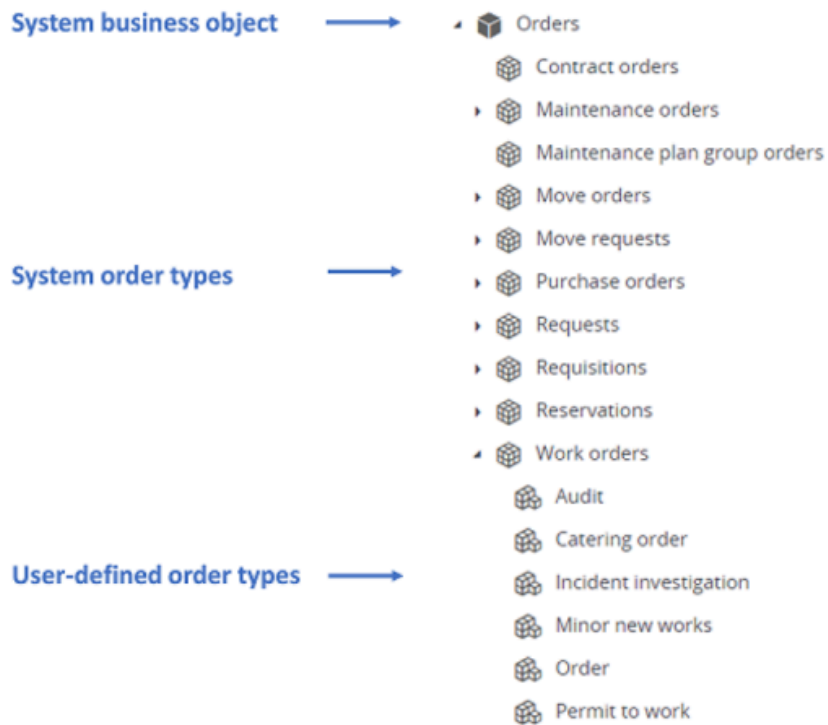 System business object
Orders
Contract orders
Maintenance orders
Maintenance plan group orders
Move orders
Move requests
System order types
Purchase orders
Requests
Requisitions
Reservations
Work orders
Audit
Catering order
User-defined order types
Incident investigation
Minor new works
Order
Permit to work